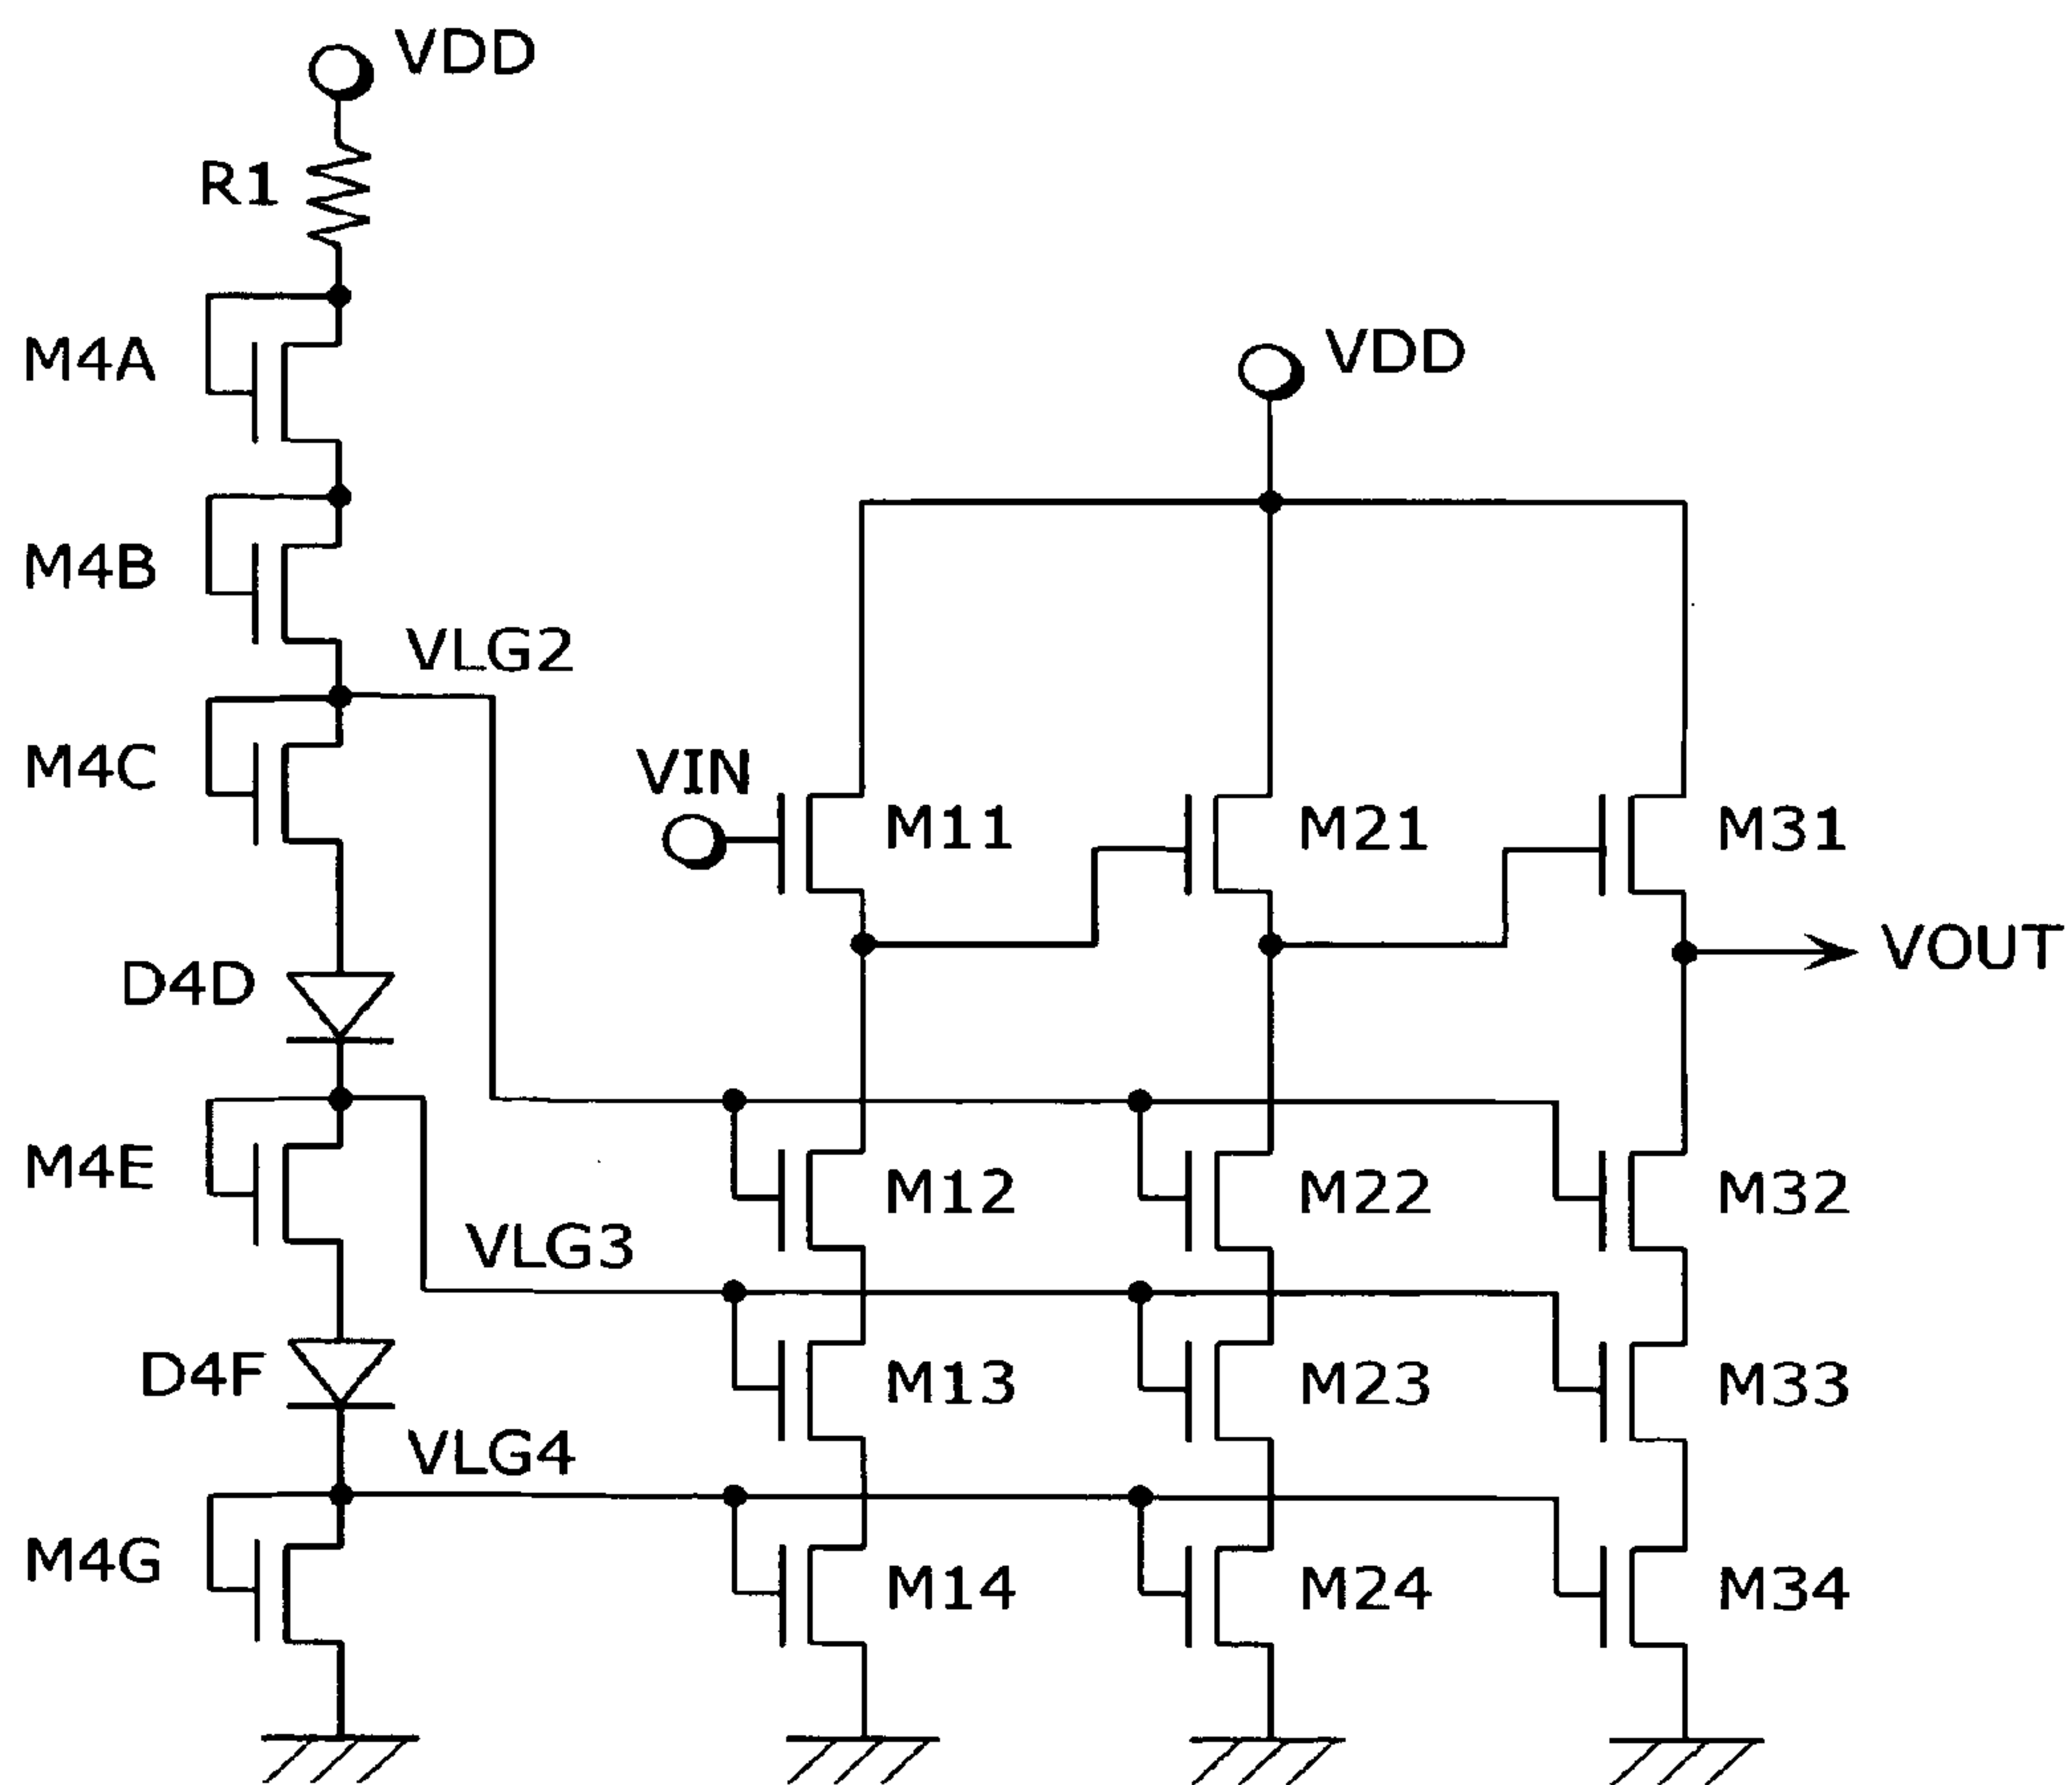 VDD
R1
M4A
VDD
M4B
VLG2
M4C
VIN
M11
M21
M31
VOUT
D4D
M4E
M12
M22
M32
VLG3
D4F
M13
M23
M33
VLG4
M4G
M14
M24
M34